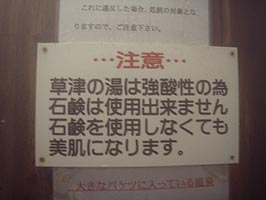 これに違反した場合、処罰の対象とな
りますので、ご注意下さい。
…注意…
草津の湯は強酸性の為
石鹸は使用出来ません
石鹸を使用しなくても
美肌になります。
大きなバケツに入っている温泉